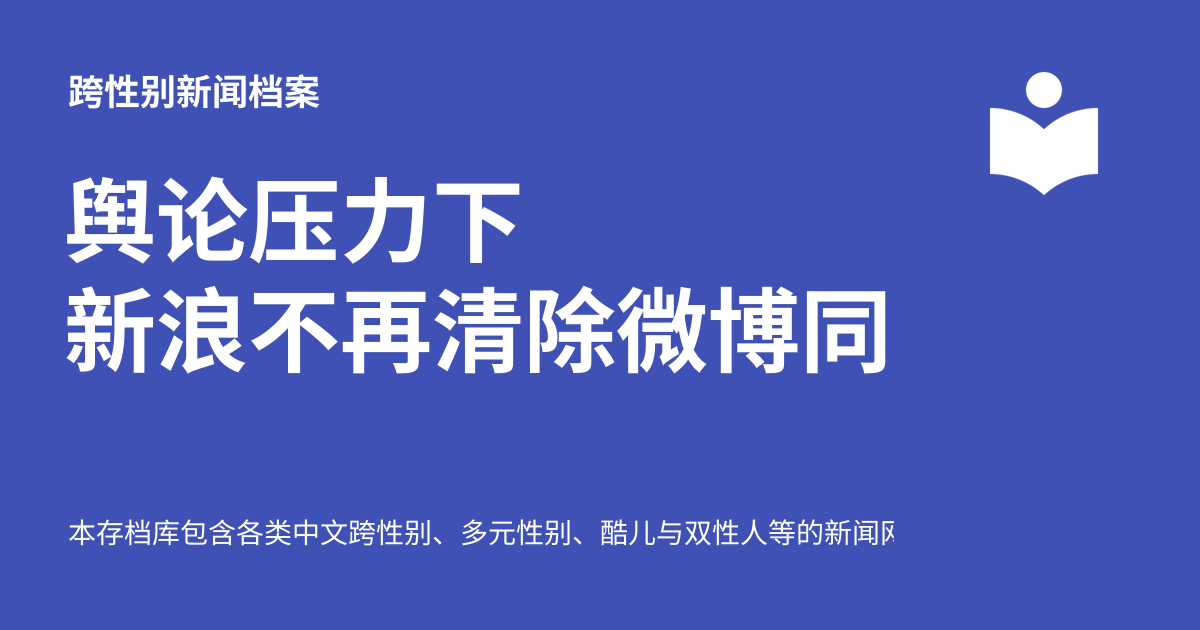 跨性别新闻档案
舆论压力下
新浪不再清除微博同
本存档库包含各类中文跨性别、多元性别、酷儿与双性人等的新闻